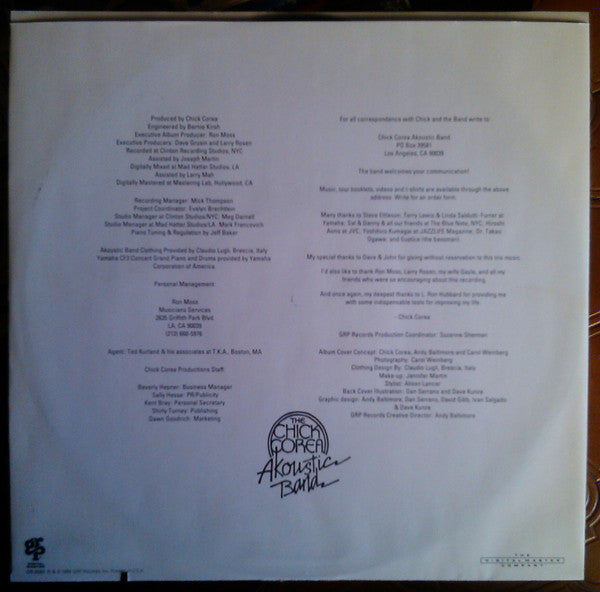 Produced by Chick Corea
Engineered by Bernie Kirsh
Executive Album Producer: Ron Moss
Executive Producers: Dave Grusin and Larry Rosen
Recorded at Clinton Recording Studios, NYC
Assisted by Joseph Martin
Digitally Mixed at Mad Hatter Studios, LA
Assisted by Larry Mah
Digitally Mastered at Mastering Lab, Hollywood, CA
Recording Manager: Mick Thompson
Project Coordinator: Evelyn Brechtlein
Studio Manager at Clinton Studios/NYC: Meg Darnell
Studio Manager at Mad Hatter Studios/LA: Mark Francovich
Piano Tuning & Regulation by Jeff Baker
Akoustic Band Clothing Provided by Claudio Lugli, Brescia, Italy
Yamaha CF3 Concert Grand Piano and Drums provided by Yamaha
Corporation of America.
Personal Management:
Ron Moss
Musicians Services
2635 Griffith Park Blvd.
LA, CA 90039
Agent: Ted Kurland & his associates at T.K.A., Boston, MA
Chick Corea Productions Staff:
Beverly Hepner: Business Manager
Sally Hesse: PR/Publicity
Kent Bray: Personal Secretary
Shirly Turney: Publishing
Dawn Goodrich: Marketing
For all correspondence with Chick and the Band write to:
Chick Corea Akoustic Band
PO Box 39581
Los Angeles, CA 90039
The band welcomes your communication!
Music, tour booklets, videos and t-shirts are available through the above
address. Write for an order form.
Many thanks to Steve Ettleson, Terry Lewis & Linda Salducci-Furrer at
Yamaha; Sal & Danny & all our friends at The Blue Note, NYC; Hiroshi
Aono at JVC; Yoshihiro Kumagai at JAZZLIFE Magazine; Dr. Takao
Ogawa; and Gustice (the bassman).
My special thanks to Dave & John for giving without reservation to this trio music.
I'd also like to thank Ron Moss, Larry Rosen, my wife Gayle, and all my
friends who were so encouraging about this recording.
And once again, my deepest thanks to L. Ron Hubbard for providing me
with some indispensable tools for improving my life.
- Chick Corea
GRP Records Production Coordinator: Suzanne Sherman
Album Cover Concept: Chick Corea, Andy Baltimore and Carol Weinberg
Photography: Carol Weinberg
Clothing Design By: Claudio Lugli, Brescia, Italy
Make-up: Jennifer Martin
Stylist: Alison Lancer
Back Cover Illustration: Dan Serrano and Dave Kunze
Graphic design: Andy Baltimore, Dan Serrano, David Gibb, Ivan Salgado
& Dave Kunze
GRP Records Creative Director: Andy Baltimore
THE
CHICK
COREA
Akoustic
Band
GRP
DIGITAL
MASTER
THE
DIGITAL MASTER
COMPANY